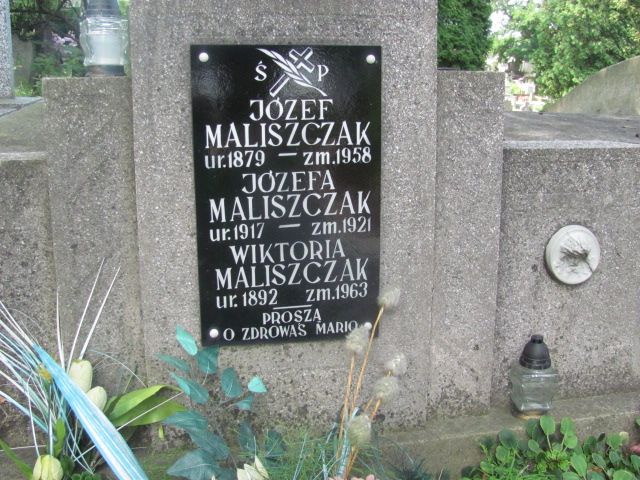 Ś P
JÓZEF
MALISZCZAK
ur.1879 — zm.1958
JÓZEFA
MALISZCZAK
ur.1917 — zm.1921
WIKTORIA
MALISZCZAK
ur.1892 zm.1963
PROSZĄ
O ZDROWAŚ MARIO